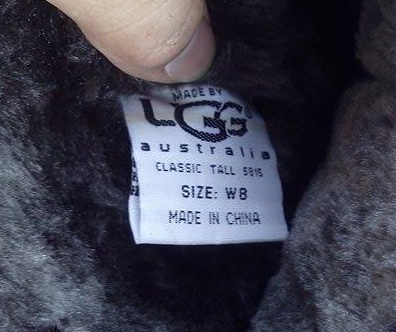 MADE BY
UGG
australia
CLASSIC TALL 5815
SIZE: W8
MADE IN CHINA